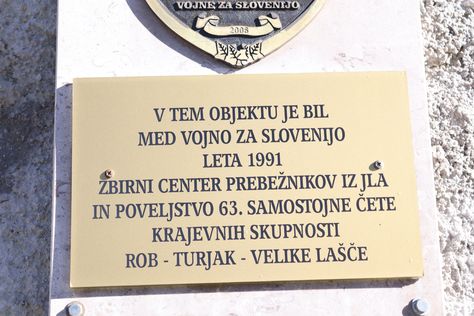 VOJNE ZA SLOVENIJO
2008
V TEM OBJEKTU JE BIL
MED VOJNO ZA SLOVENIJO
LETA 1991
ZBIRNI CENTER PREBEŽNIKOV IZ JLA
IN POVELJSTVO 63. SAMOSTOJNE ČETE
KRAJEVNIH SKUPNOSTI
ROB - TURJAK - VELIKE LAŠČE